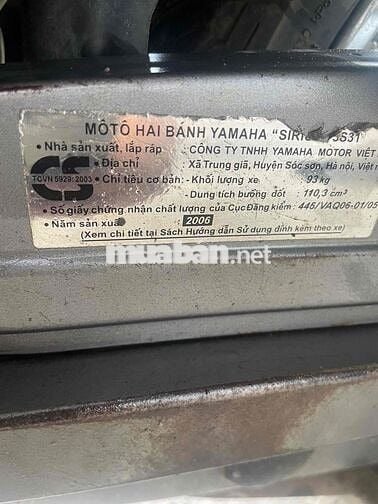 MÔTÔ HAI BÁNH YAMAHA "SIRI 5S31"
• Nhà sản xuất, lắp ráp : CÔNG TY TNHH YAMAHA MOTOR VIỆT
• Địa chỉ : Xã Trung giã, Huyện Sóc sơn, Hà nội, Việt n
TCVN 5929:2003 • Chỉ tiêu cơ bản: - Khối lượng xe 93 kg
CS
- Dung tích buồng đốt : 110,3 cm³
• Số giấy chứng nhận chất lượng của Cục Đăng kiểm : 445/VAQ06-01/05
• Năm sản xuất 2006
muaban.net
(Xem chi tiết tại Sách Hướng dẫn Sử dụng đính kèm theo xe)